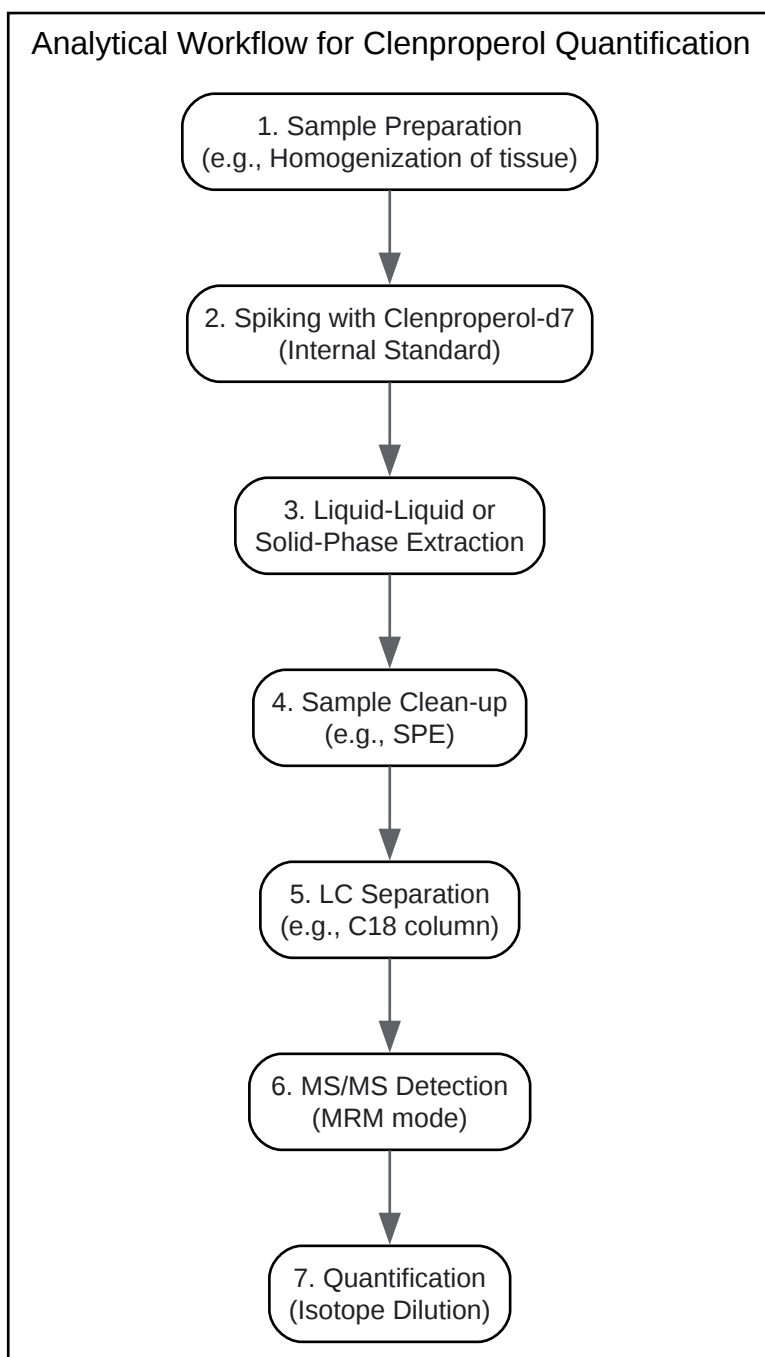 Analytical Workflow for Clenproperol Quantification
1. Sample Preparation
(e.g., Homogenization of tissue)
2. Spiking with Clenproperol-d7
(Internal Standard)
3. Liquid-Liquid or
Solid-Phase Extraction
4. Sample Clean-up
(e.g., SPE)
5. LC Separation
(e.g., C18 column)
6. MS/MS Detection
(MRM mode)
7. Quantification
(Isotope Dilution)